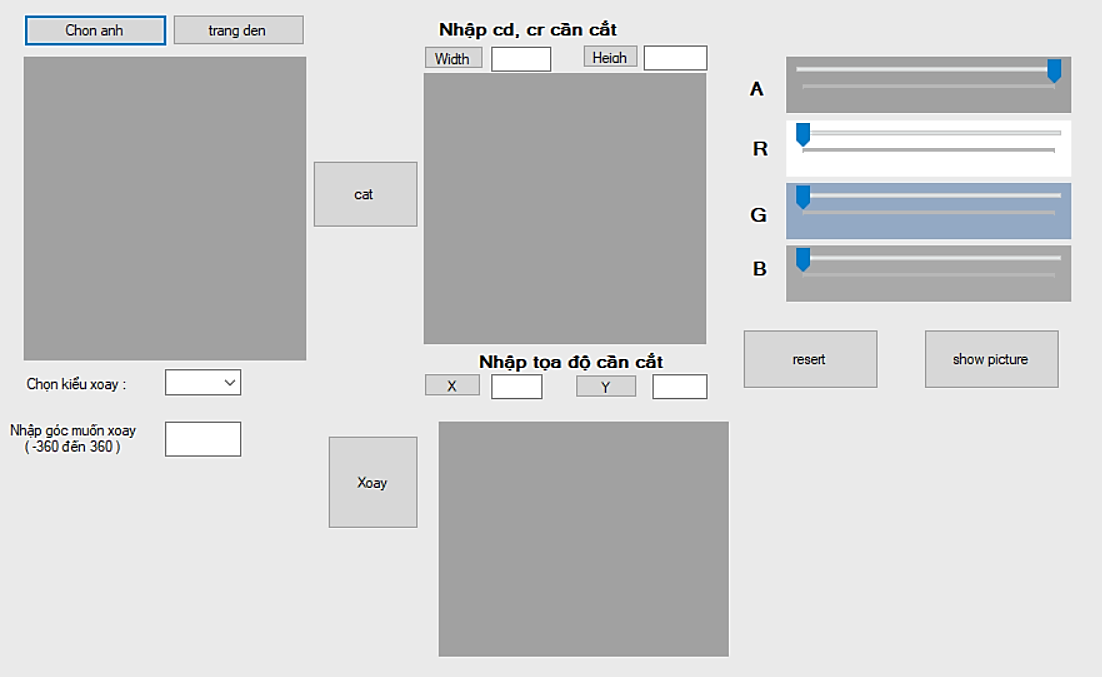 Chon anh
trang den
Nhập cd, cr cần cắt
Width
Heigh
A
R
cat
G
B
resert
show picture
Nhập tọa độ cần cắt
Chọn kiểu xoay :
X
Y
Nhập góc muốn xoay
( -360 đến 360 )
Xoay